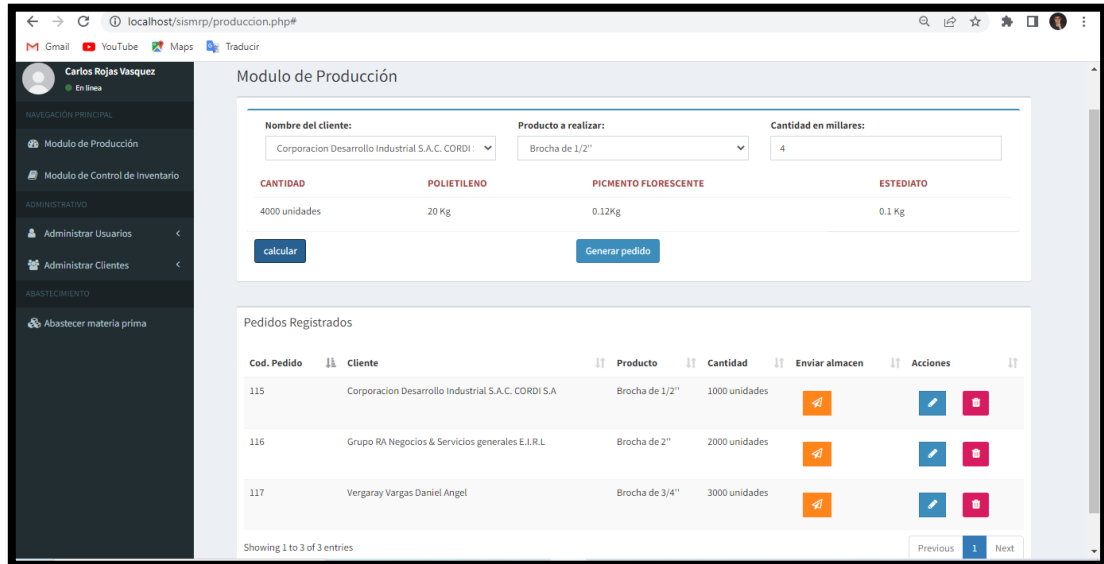 localhost/sismrp/produccion.php#
Gmail YouTube Maps Traducir
Carlos Rojas Vasquez
En linea
NAVEGACIÓN PRINCIPAL
Modulo de Producción
Modulo de Control de Inventario
ADMINISTRATIVO
Administrar Usuarios
Administrar Clientes
ABASTECIMIENTO
Abastecer materia prima
Modulo de Producción
Nombre del cliente: Producto a realizar: Cantidad en millares:
Corporacion Desarrollo Industrial S.A.C. CORDI Brocha de 1/2'' 4
CANTIDAD POLIETILENO PICMENTO FLORESCENTE ESTEDIATO
4000 unidades 20 Kg 0.12Kg 0.1 Kg
calcular Generar pedido
Pedidos Registrados
Cod. Pedido Cliente Producto Cantidad Enviar almacen Acciones
115 Corporacion Desarrollo Industrial S.A.C. CORDI S.A Brocha de 1/2'' 1000 unidades
116 Grupo RA Negocios & Servicios generales E.I.R.L Brocha de 2'' 2000 unidades
117 Vergaray Vargas Daniel Angel Brocha de 3/4'' 3000 unidades
Showing 1 to 3 of 3 entries Previous 1 Next